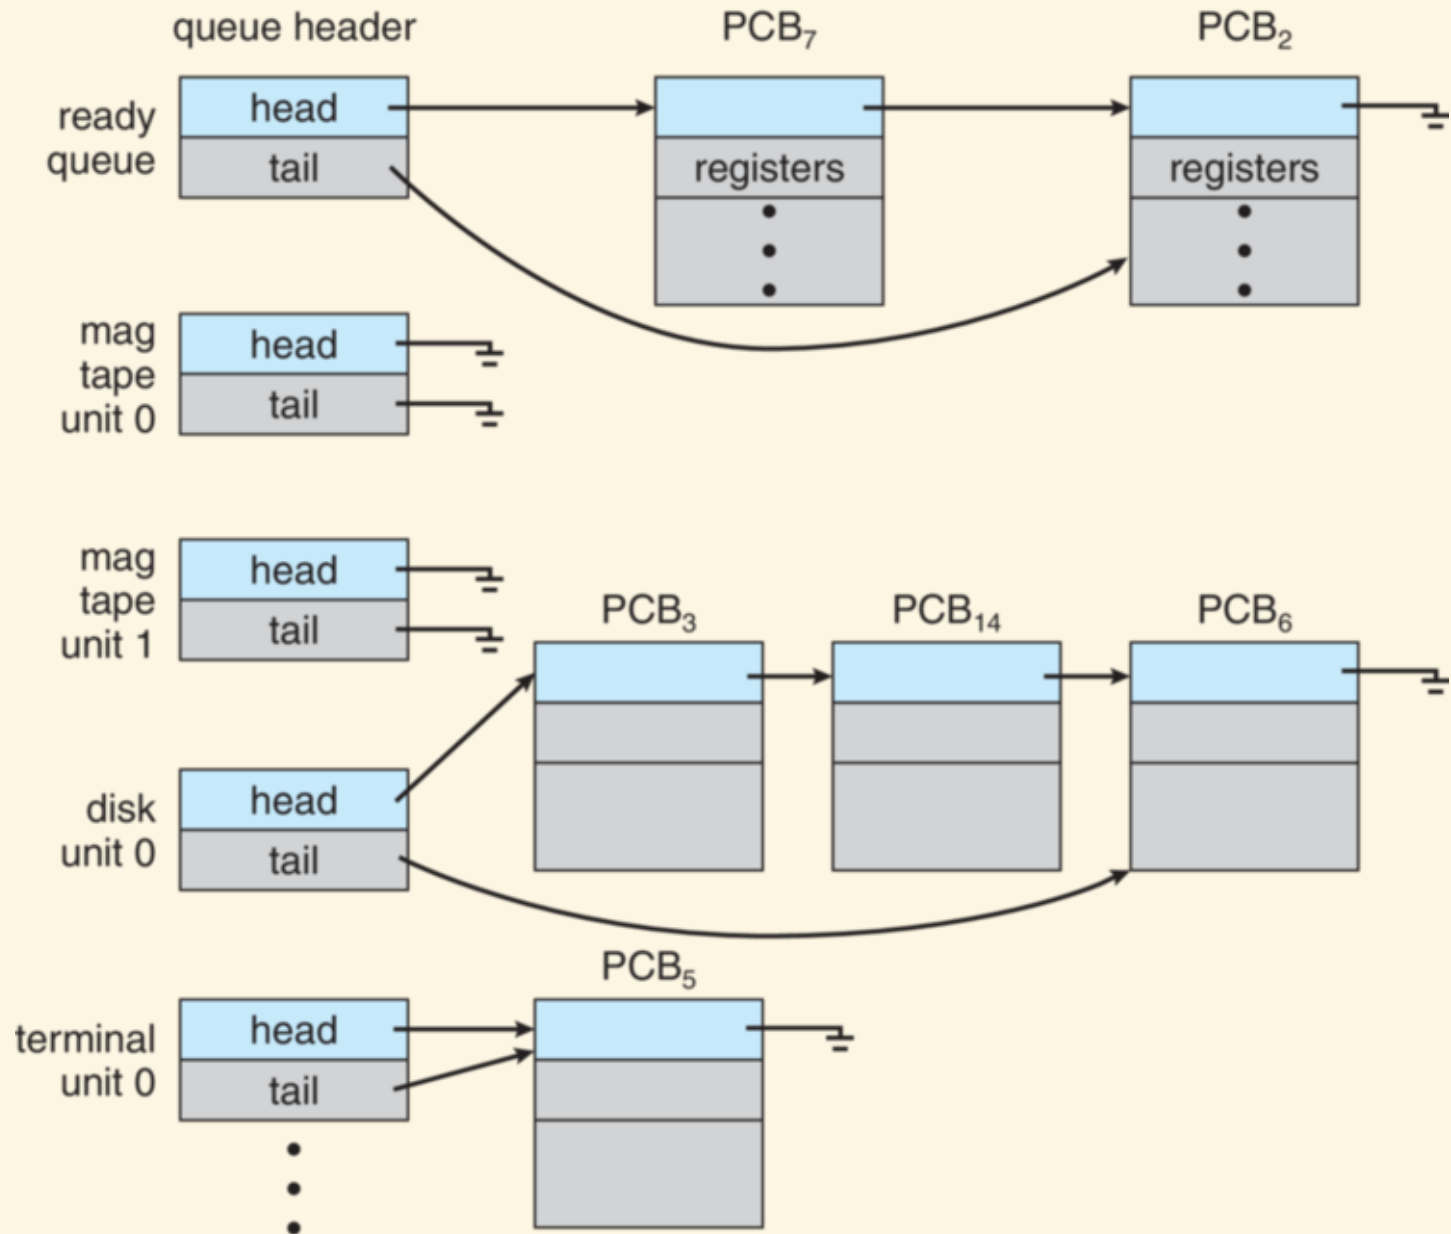 queue header
PCB₇
PCB₂
ready
queue
head
tail
registers
registers
mag
tape
unit 0
head
tail
mag
tape
unit 1
head
tail
PCB₃
PCB₁₄
PCB₆
disk
unit 0
head
tail
PCB₅
terminal
unit 0
head
tail